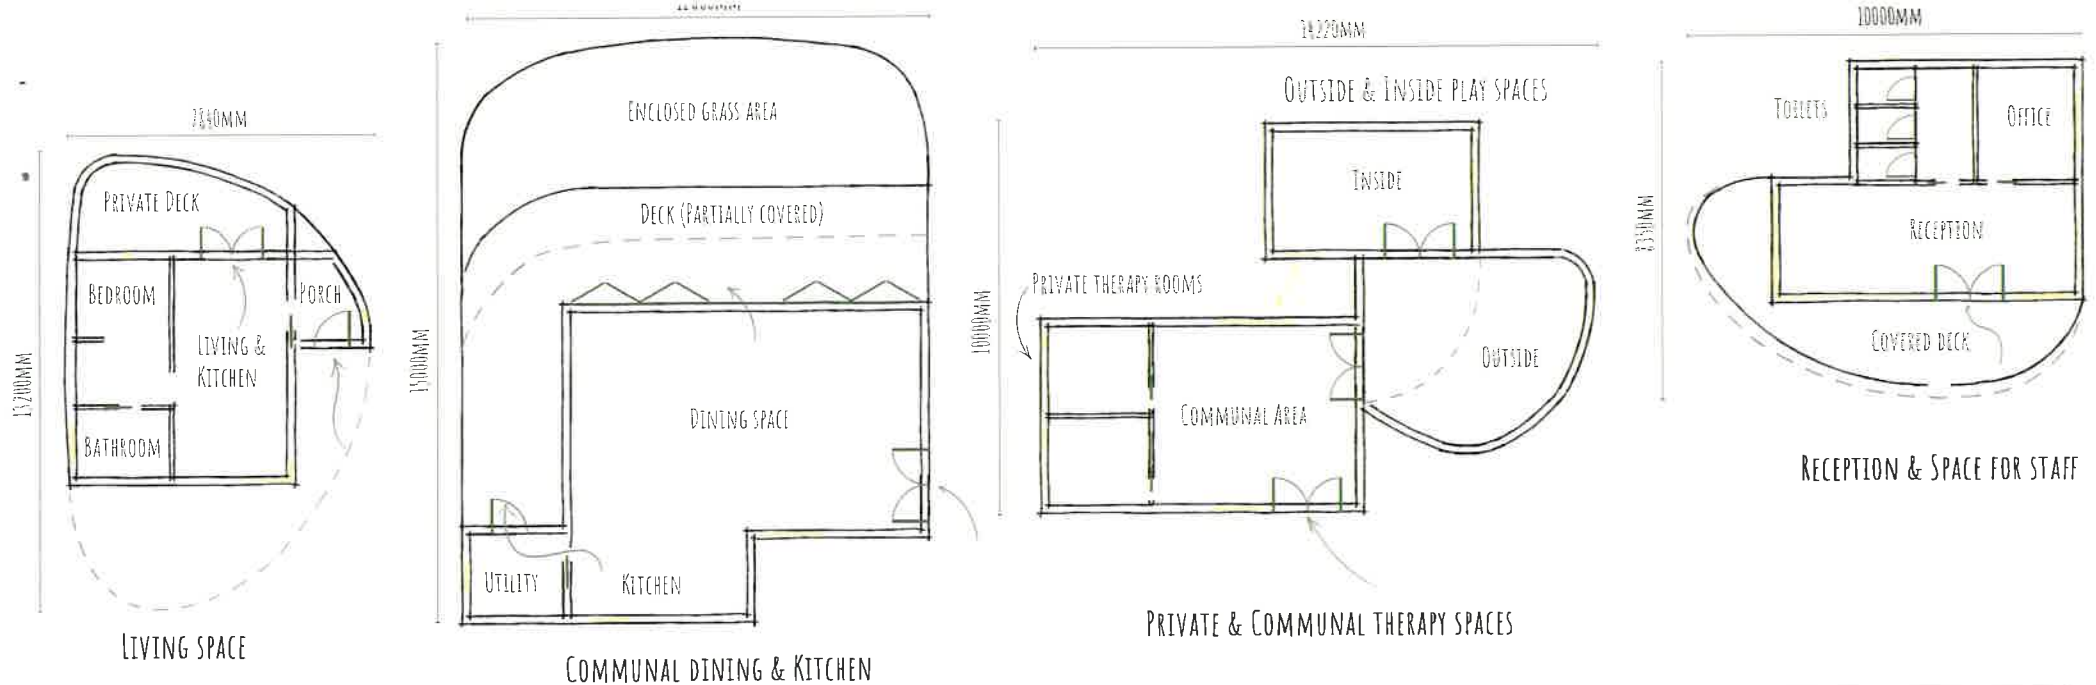 7840MM
13200MM
PRIVATE DECK
BEDROOM
PORCH
LIVING &
KITCHEN
BATHROOM
LIVING SPACE
ENCLOSED GRASS AREA
DECK (PARTIALLY COVERED)
DINING SPACE
UTILITY
KITCHEN
COMMUNAL DINING & KITCHEN
OUTSIDE & INSIDE PLAY SPACES
INSIDE
PRIVATE THERAPY ROOMS
10000MM
OUTSIDE
COMMUNAL AREA
PRIVATE & COMMUNAL THERAPY SPACES
10000MM
TOILETS
OFFICE
RECEPTION
COVERED DECK
RECEPTION & SPACE FOR STAFF